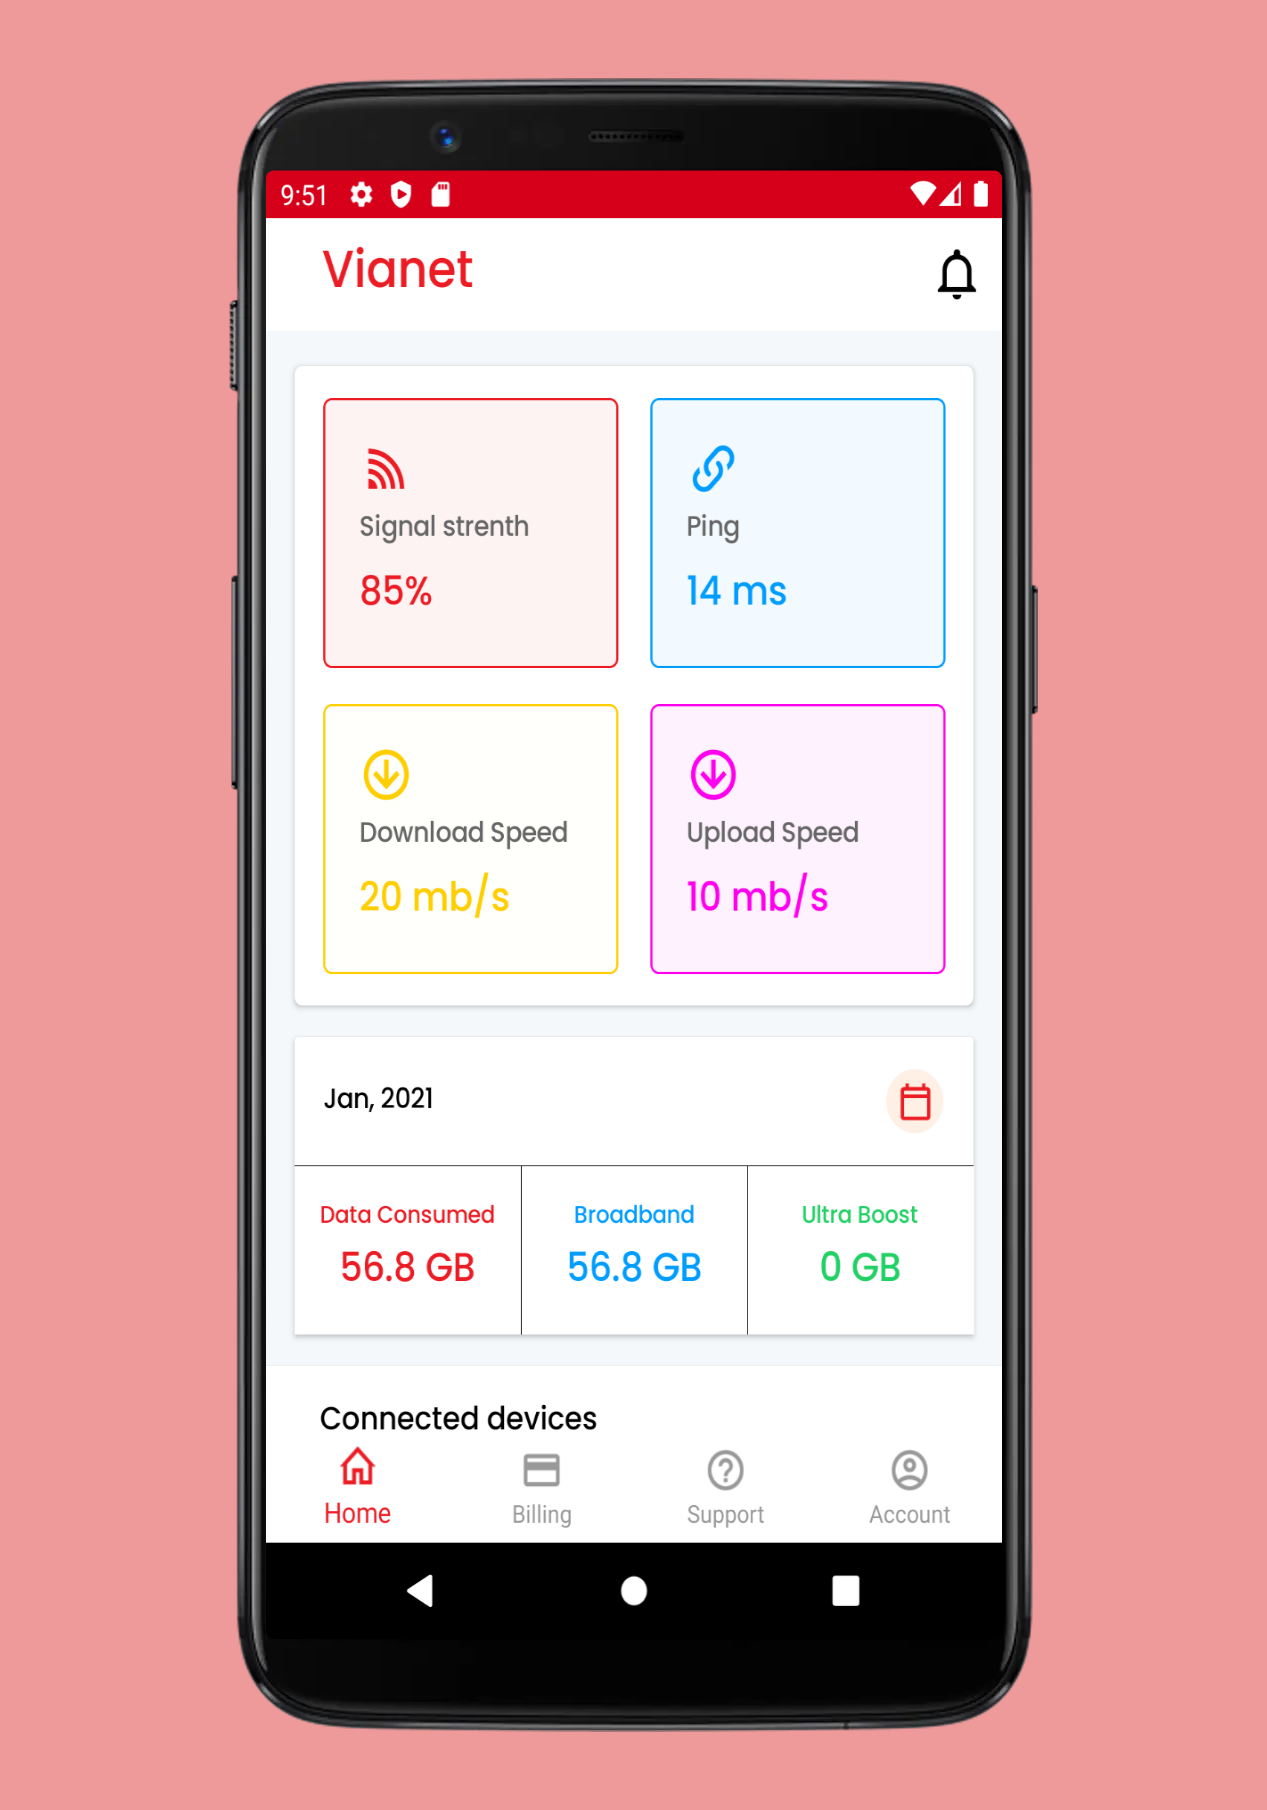 9:51
Vianet
Signal strenth
85%
Ping
14 ms
Download Speed
20 mb/s
Upload Speed
10 mb/s
Jan, 2021
Data Consumed
56.8 GB
Broadband
56.8 GB
Ultra Boost
0 GB
Connected devices
Home
Billing
Support
Account